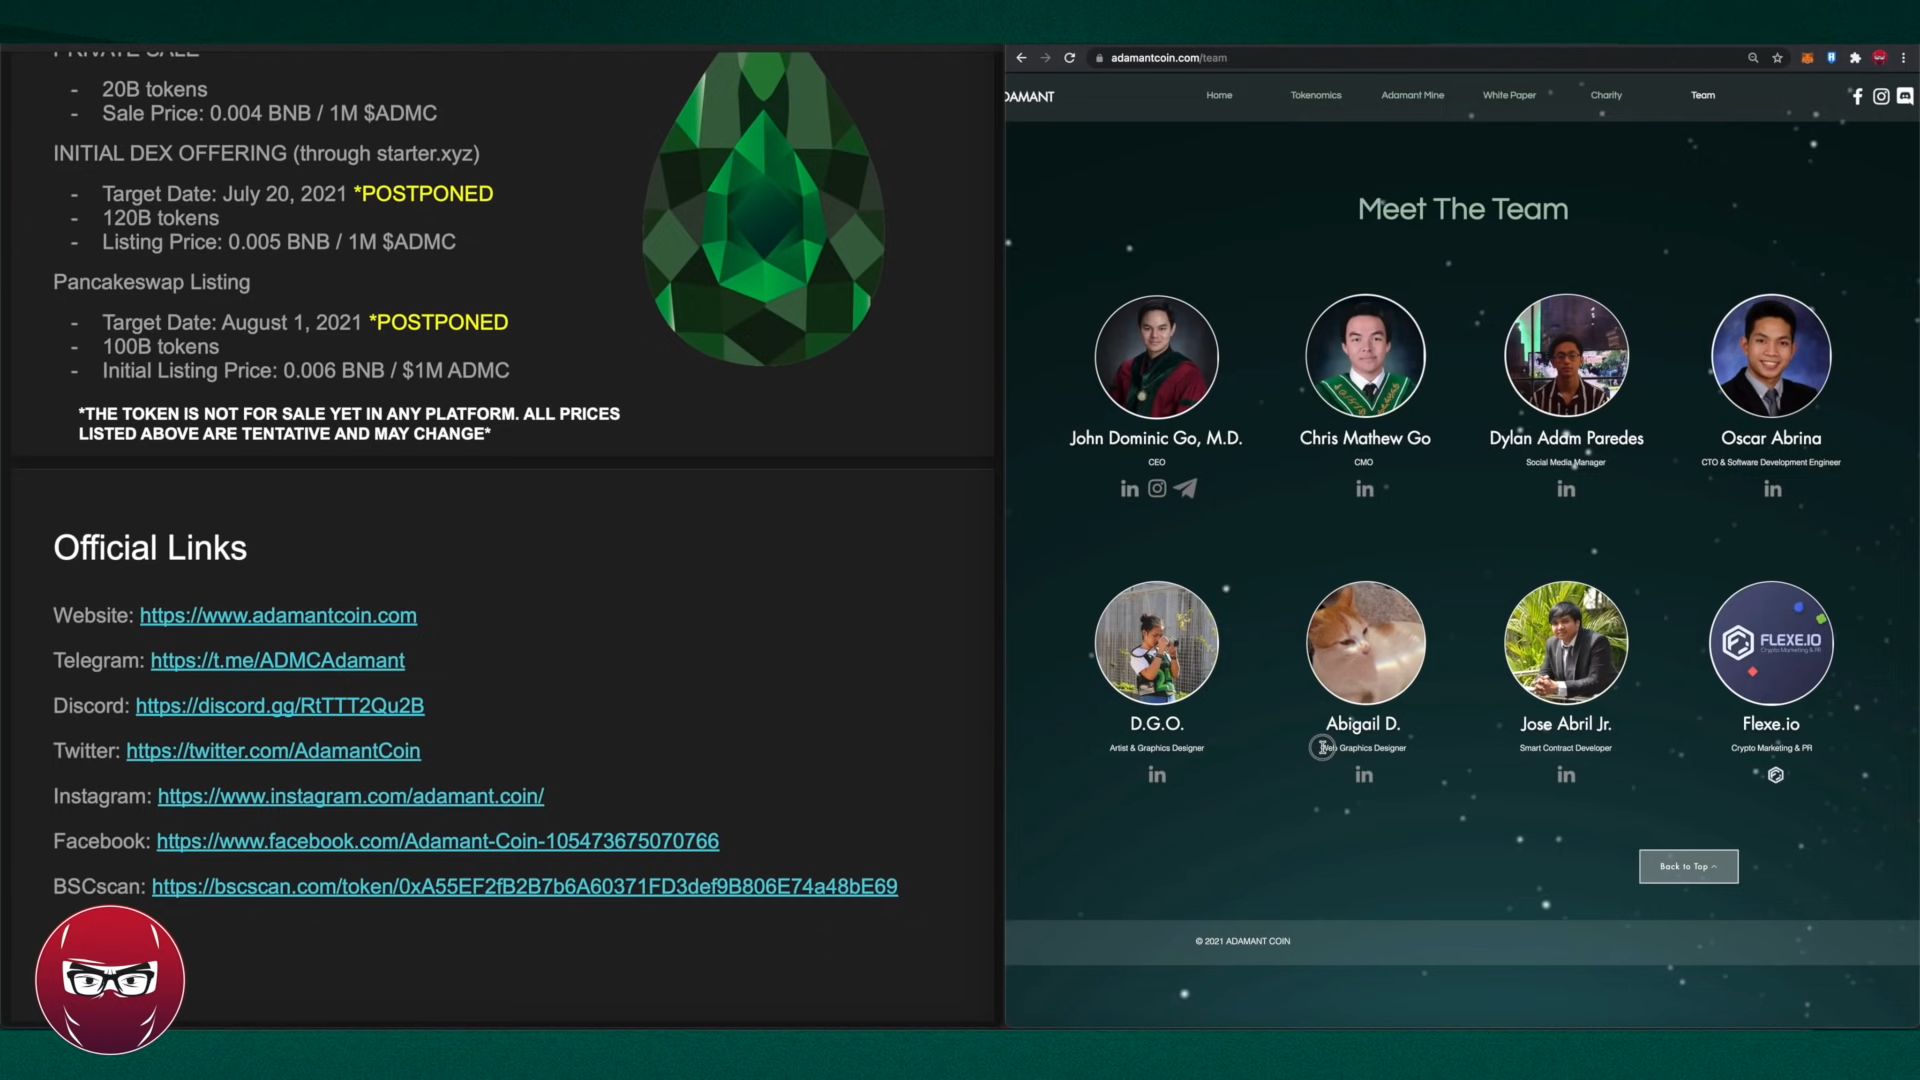 PRIVATE SALE
- 20B tokens
- Sale Price: 0.004 BNB / 1M $ADMC
INITIAL DEX OFFERING (through starter.xyz)
- Target Date: July 20, 2021 *POSTPONED
- 120B tokens
- Listing Price: 0.005 BNB / 1M $ADMC
Pancakeswap Listing
- Target Date: August 1, 2021 *POSTPONED
- 100B tokens
- Initial Listing Price: 0.006 BNB / $1M ADMC
*THE TOKEN IS NOT FOR SALE YET IN ANY PLATFORM. ALL PRICES
LISTED ABOVE ARE TENTATIVE AND MAY CHANGE*
Official Links
Website: https://www.adamantcoin.com
Telegram: https://t.me/ADMCAdamant
Discord: https://discord.gg/RtTTT2Qu2B
Twitter: https://twitter.com/AdamantCoin
Instagram: https://www.instagram.com/adamant.coin/
Facebook: https://www.facebook.com/Adamant-Coin-105473675070766
BSCscan: https://bscscan.com/token/0xA55EF2fB2B7b6A60371FD3def9B806E74a48bE69
adamantcoin.com/team
DAMANT
Home Tokenomics Adamant Mine White Paper Charity Team
Meet The Team
John Dominic Go, M.D. Chris Mathew Go Dylan Adam Paredes Oscar Abrina
CEO CMO Social Media Manager CTO & Software Development Engineer
FLEXE.IO
Crypto Marketing & PR
D.G.O. Abigail D. Jose Abril Jr. Flexe.io
Artist & Graphics Designer Web Graphics Designer Smart Contract Developer Crypto Marketing & PR
Back to Top
© 2021 ADAMANT COIN